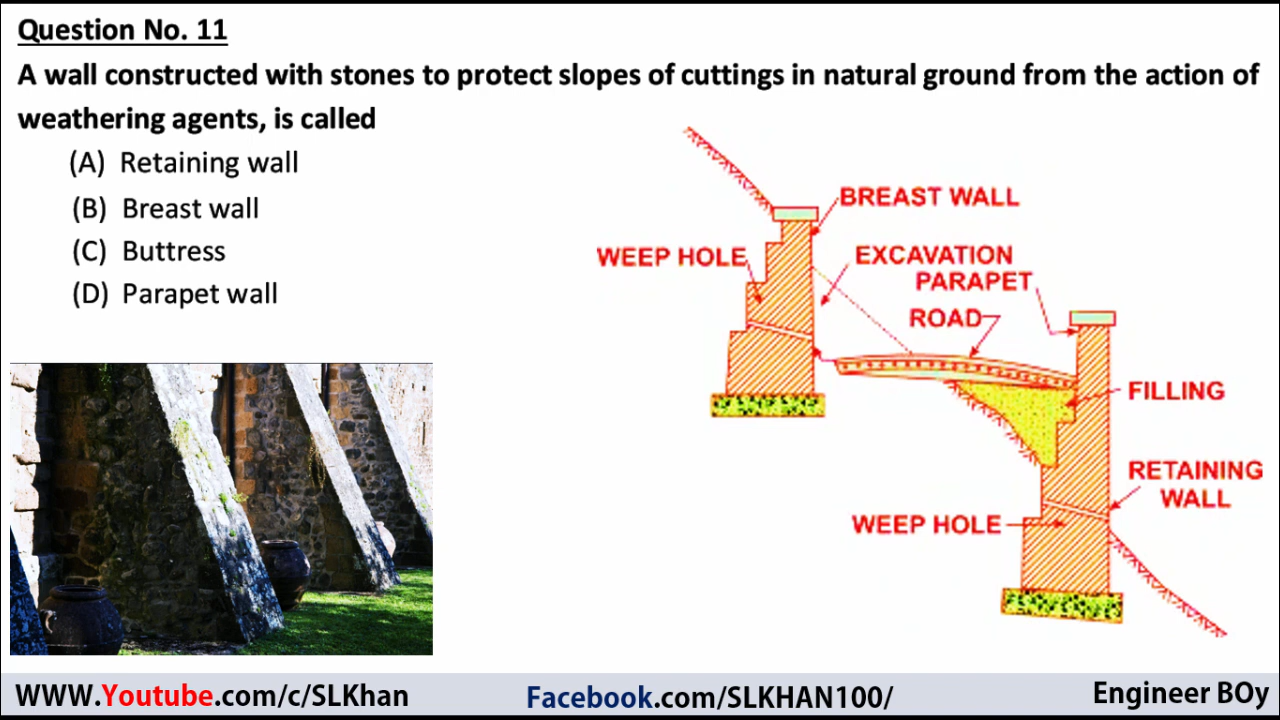 Question No. 11
A wall constructed with stones to protect slopes of cuttings in natural ground from the action of
weathering agents, is called
(A) Retaining wall
(B) Breast wall
(C) Buttress
(D) Parapet wall
BREAST WALL
WEEP HOLE
EXCAVATION
PARAPET
ROAD
FILLING
RETAINING
WALL
WEEP HOLE
WWW.Youtube.com/c/SLKhan
Facebook.com/SLKHAN100/
Engineer BOy